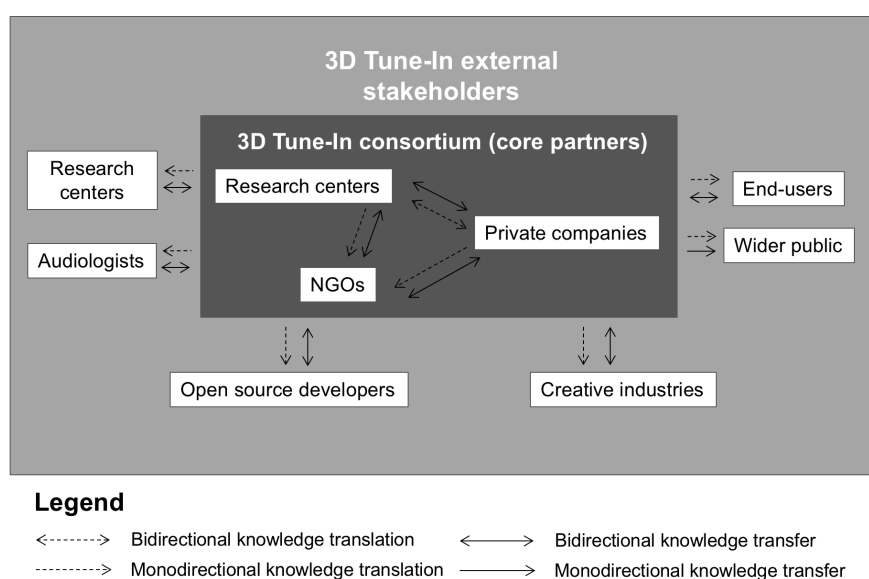 3D Tune-In external
stakeholders
3D Tune-In consortium (core partners)
Research
centers
Research centers
End-users
Private companies
Wider public
Audiologists
NGOs
Open source developers
Creative industries
Legend
Bidirectional knowledge translation
Bidirectional knowledge transfer
Monodirectional knowledge translation
Monodirectional knowledge transfer